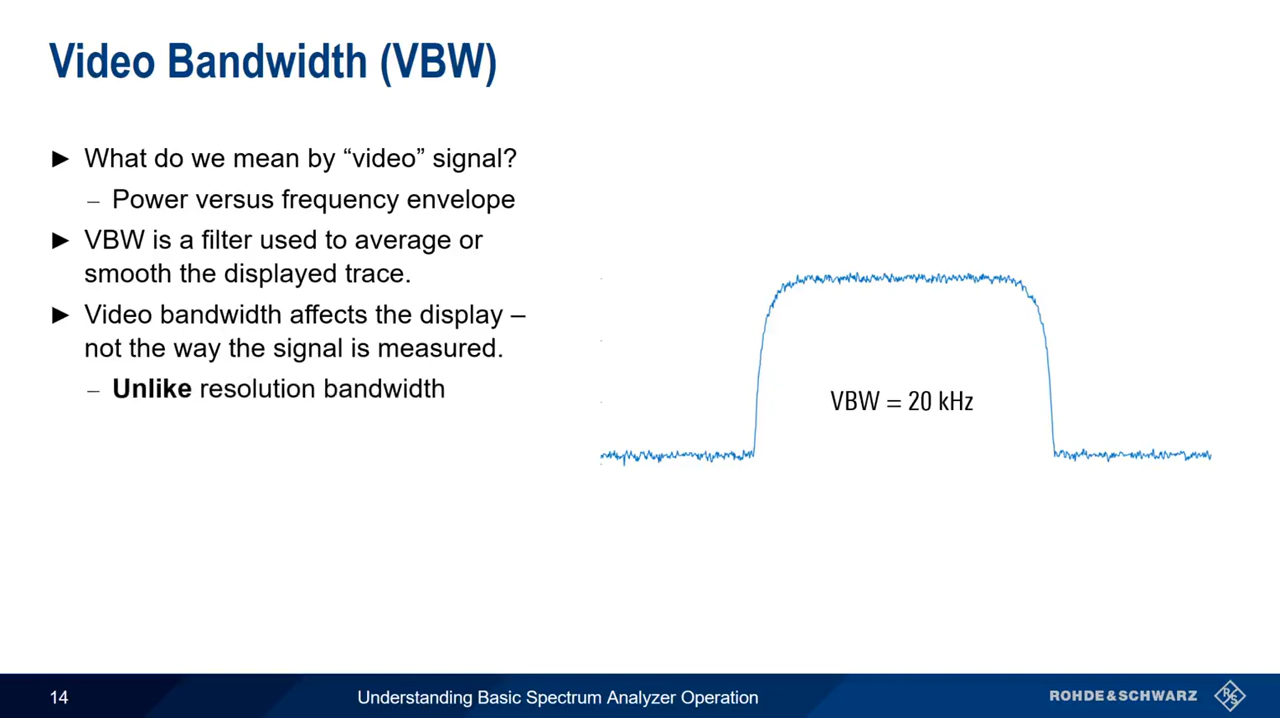 Video Bandwidth (VBW)
► What do we mean by “video” signal?
– Power versus frequency envelope
► VBW is a filter used to average or
smooth the displayed trace.
► Video bandwidth affects the display –
not the way the signal is measured.
– Unlike resolution bandwidth
VBW = 20 kHz
14
Understanding Basic Spectrum Analyzer Operation
ROHDE&SCHWARZ
R&S